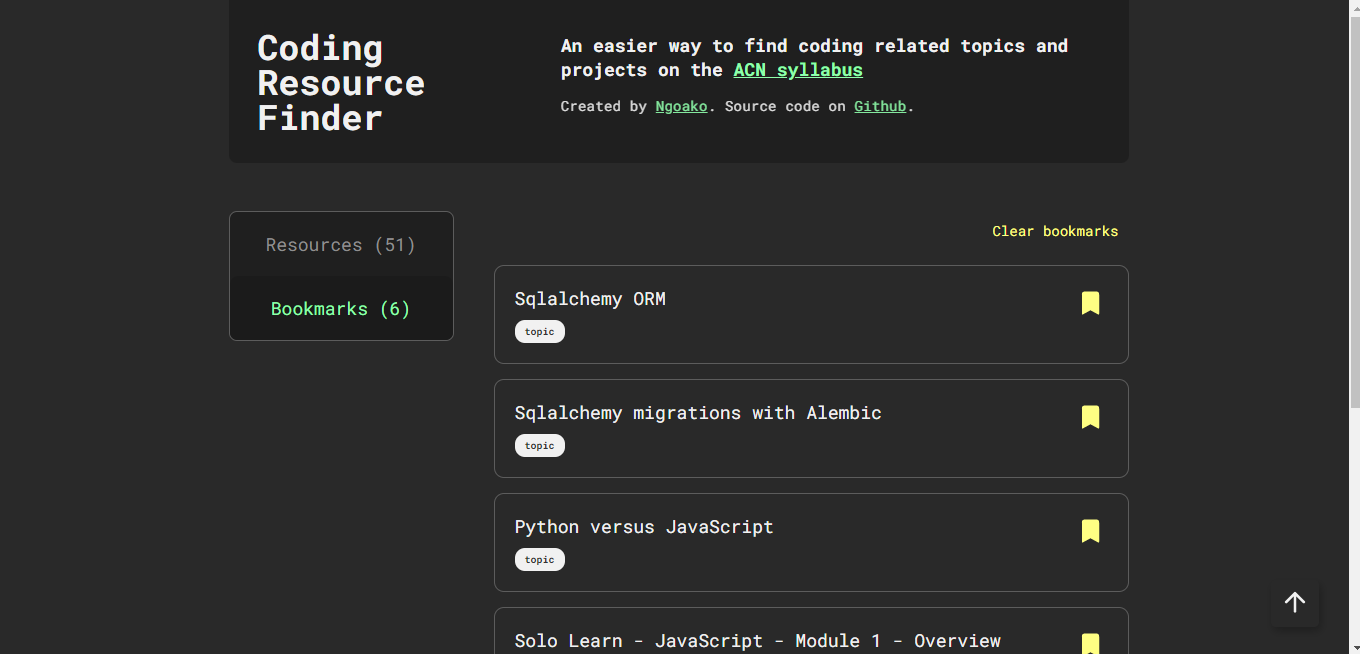 Coding
Resource
Finder
An easier way to find coding related topics and
projects on the ACN syllabus
Created by Ngoako. Source code on Github.
Resources (51)
Bookmarks (6)
Clear bookmarks
Sqlalchemy ORM
topic
Sqlalchemy migrations with Alembic
topic
Python versus JavaScript
topic
Solo Learn - JavaScript - Module 1 - Overview